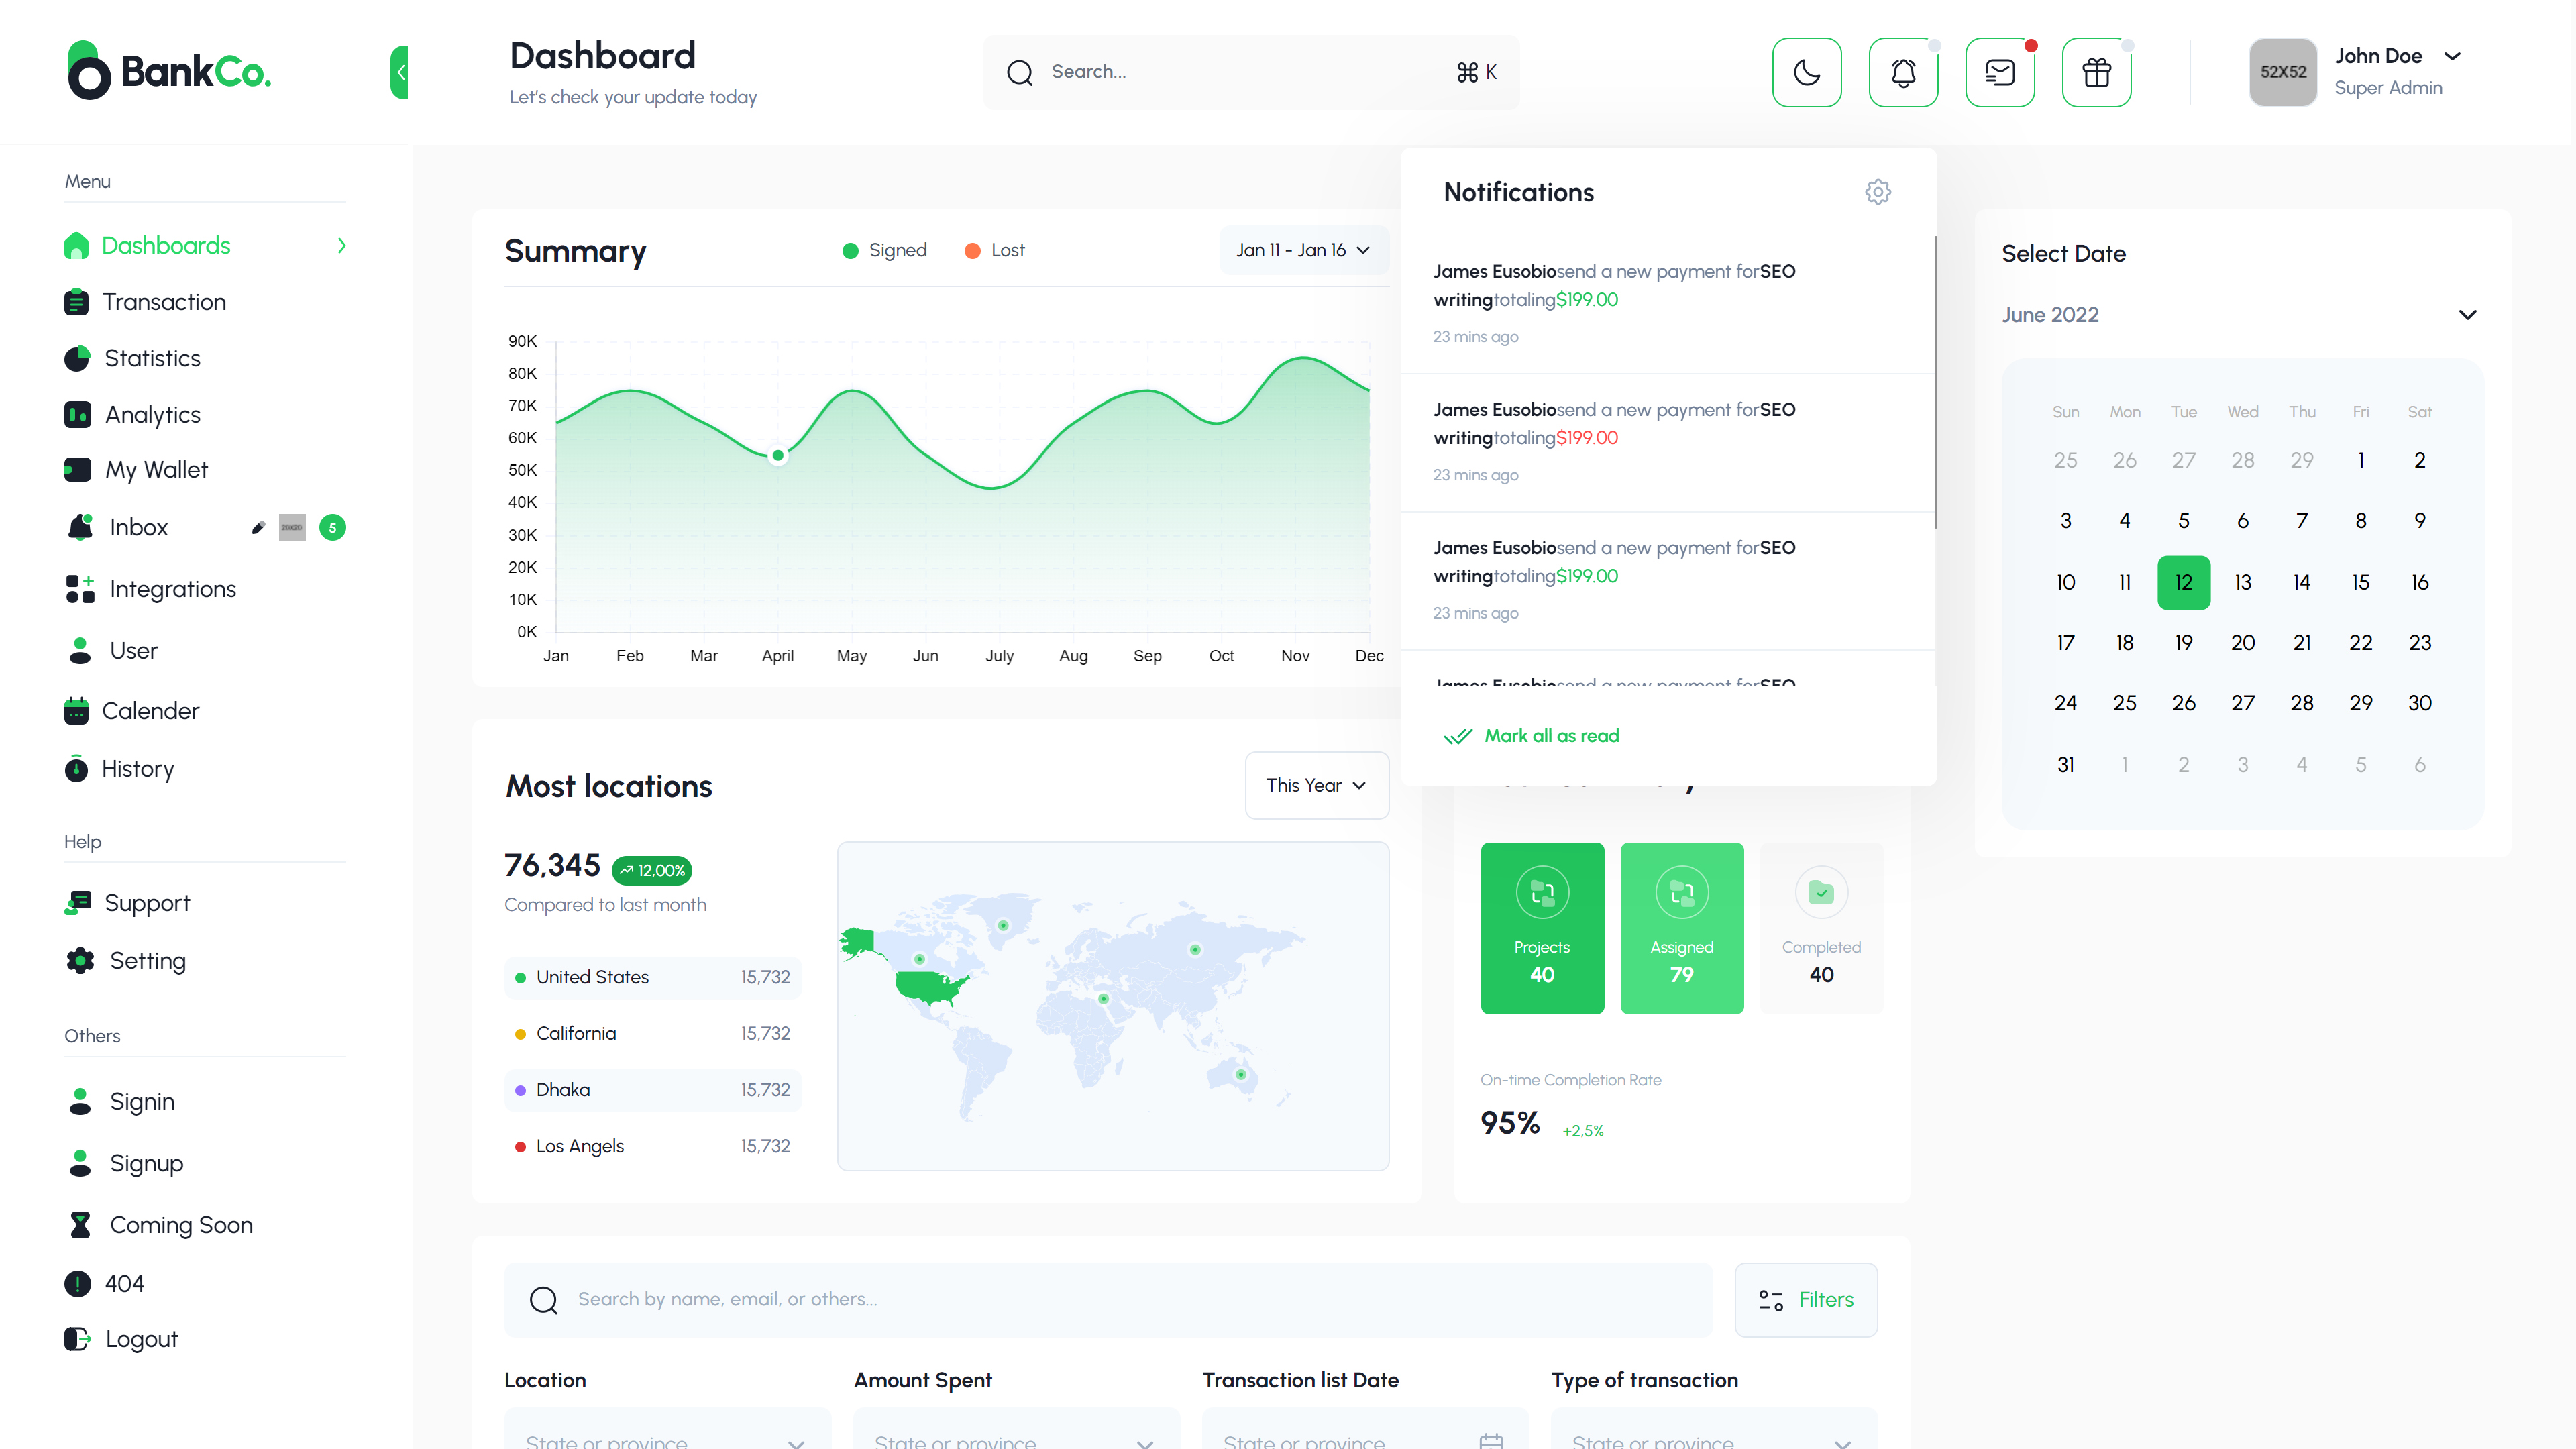 BankCo.
Dashboard
Let's check your update today
Search...
⌘ K
52X52
John Doe
Super Admin
Menu
Dashboards
Transaction
Statistics
Analytics
My Wallet
Inbox
20X20
5
Integrations
User
Calender
History
Help
Support
Setting
Others
Signin
Signup
Coming Soon
404
Logout
Summary
Signed
Lost
Jan 11 - Jan 16
90K
80K
70K
60K
50K
40K
30K
20K
10K
0K
Jan Feb Mar April May Jun July Aug Sep Oct Nov Dec
Notifications
James Eusobiosend a new payment forSEO
writingtotaling$199.00
23 mins ago
James Eusobiosend a new payment forSEO
writingtotaling$199.00
23 mins ago
James Eusobiosend a new payment forSEO
writingtotaling$199.00
23 mins ago
James Eusobiosend a new payment forSEO
Mark all as read
Select Date
June 2022
Sun Mon Tue Wed Thu Fri Sat
25 26 27 28 29 1 2
3 4 5 6 7 8 9
10 11 12 13 14 15 16
17 18 19 20 21 22 23
24 25 26 27 28 29 30
31 1 2 3 4 5 6
Most locations
This Year
76,345
12,00%
Compared to last month
United States 15,732
California 15,732
Dhaka 15,732
Los Angels 15,732
Projects
40
Assigned
79
Completed
40
On-time Completion Rate
95%
+2,5%
Search by name, email, or others...
Filters
Location
State or province
Amount Spent
State or province
Transaction list Date
State or province
Type of transaction
State or province